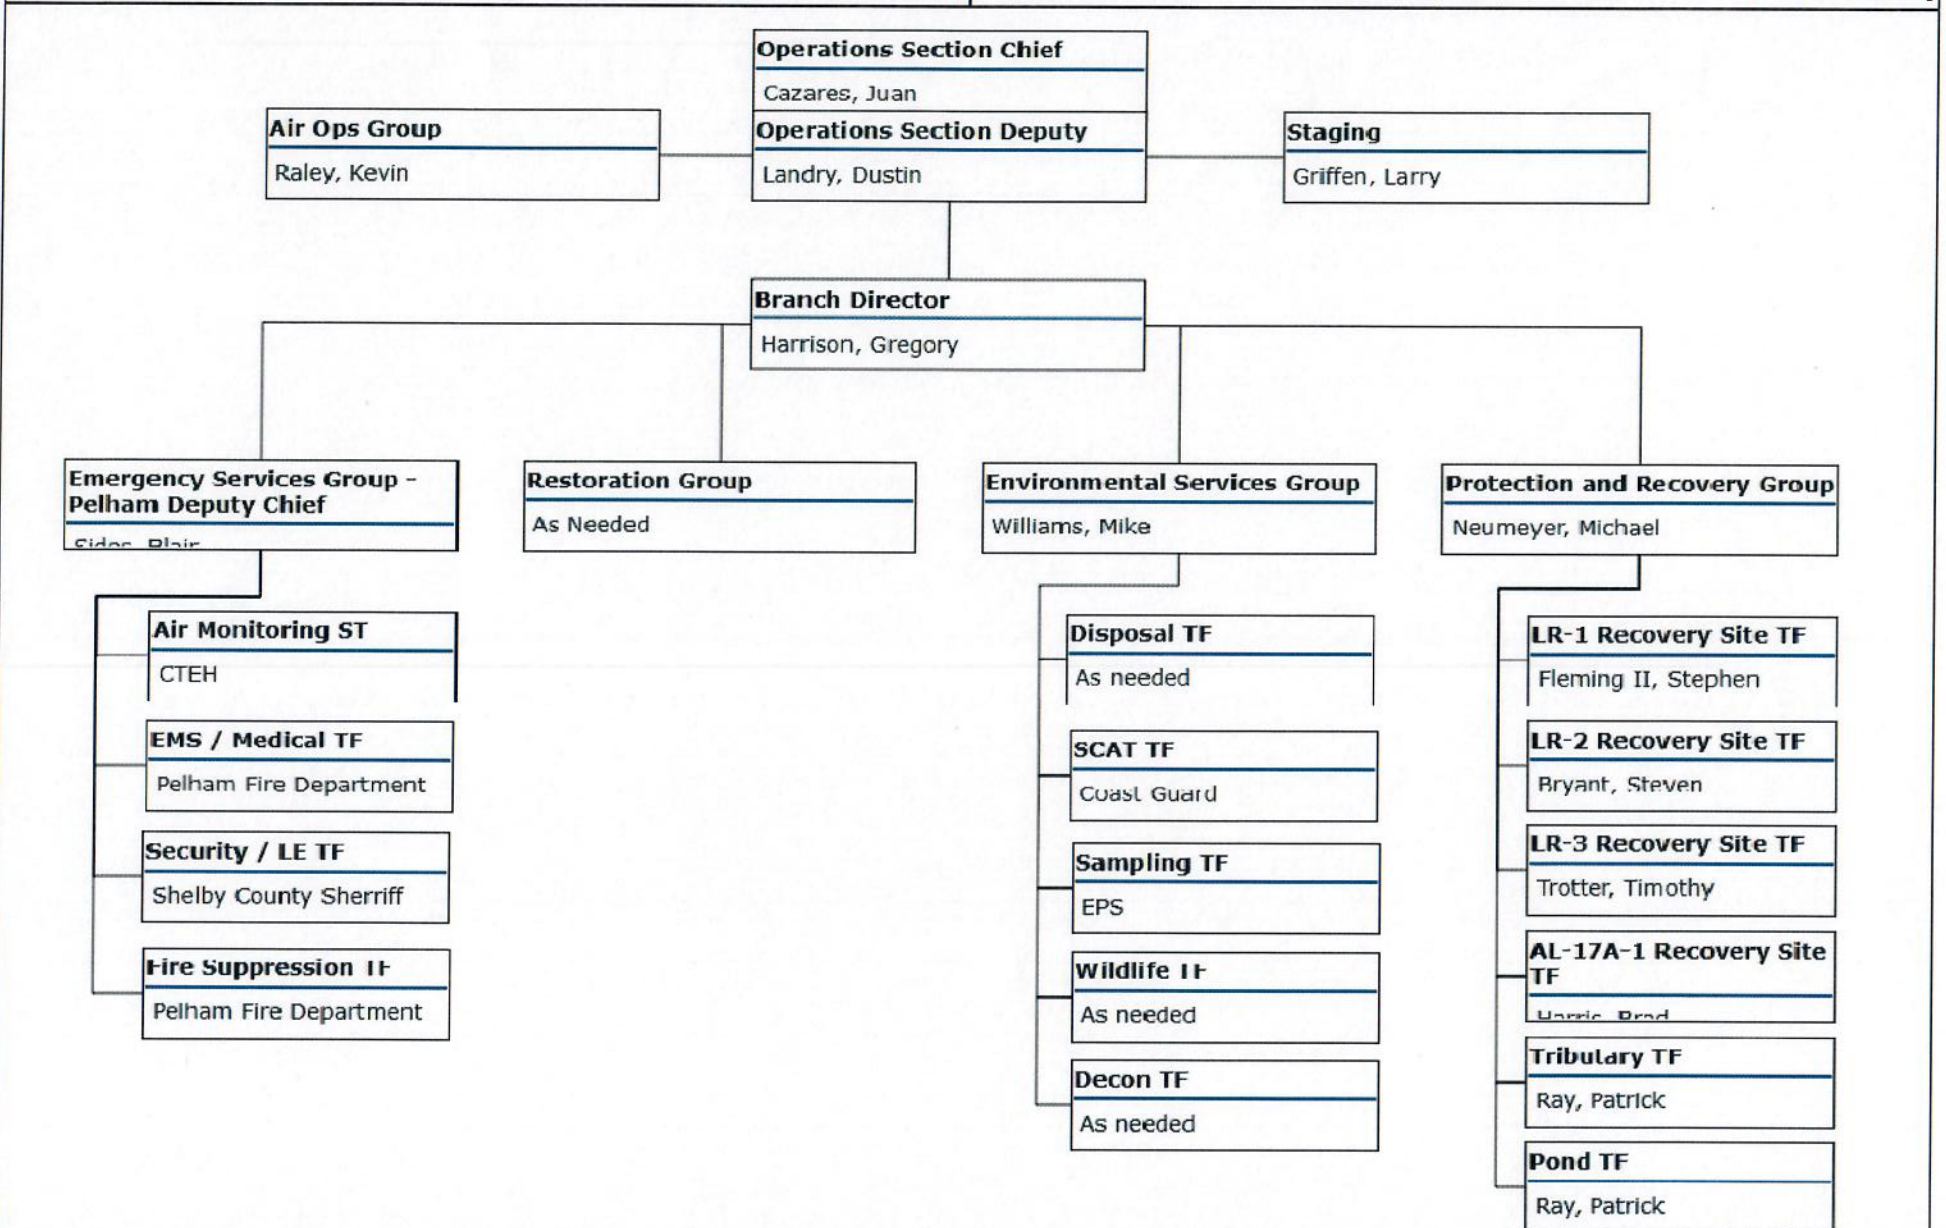 Operations Section Chief
Cazares, Juan
Operations Section Deputy
Landry, Dustin
Air Ops Group
Raley, Kevin
Staging
Griffen, Larry
Branch Director
Harrison, Gregory
Emergency Services Group -
Pelham Deputy Chief
Restoration Group
As Needed
Environmental Services Group
Williams, Mike
Protection and Recovery Group
Neumeyer, Michael
Air Monitoring ST
CTEH
EMS / Medical TF
Pelham Fire Department
Security / LE TF
Shelby County Sherriff
Fire Suppression TF
Pelham Fire Department
Disposal TF
As needed
SCAT TF
Coast Guard
Sampling TF
EPS
Wildlife TF
As needed
Decon TF
As needed
LR-1 Recovery Site TF
Fleming II, Stephen
LR-2 Recovery Site TF
Bryant, Steven
LR-3 Recovery Site TF
Trotter, Timothy
AL-17A-1 Recovery Site
TF
Harris, Brad
Tributary TF
Ray, Patrick
Pond TF
Ray, Patrick